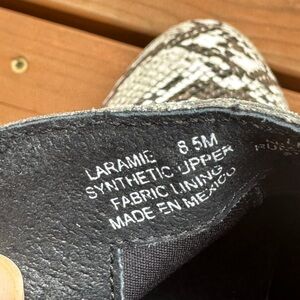 LARAMIE 8.5M
SYNTHETIC UPPER
FABRIC LINING
MADE EN MEXICO